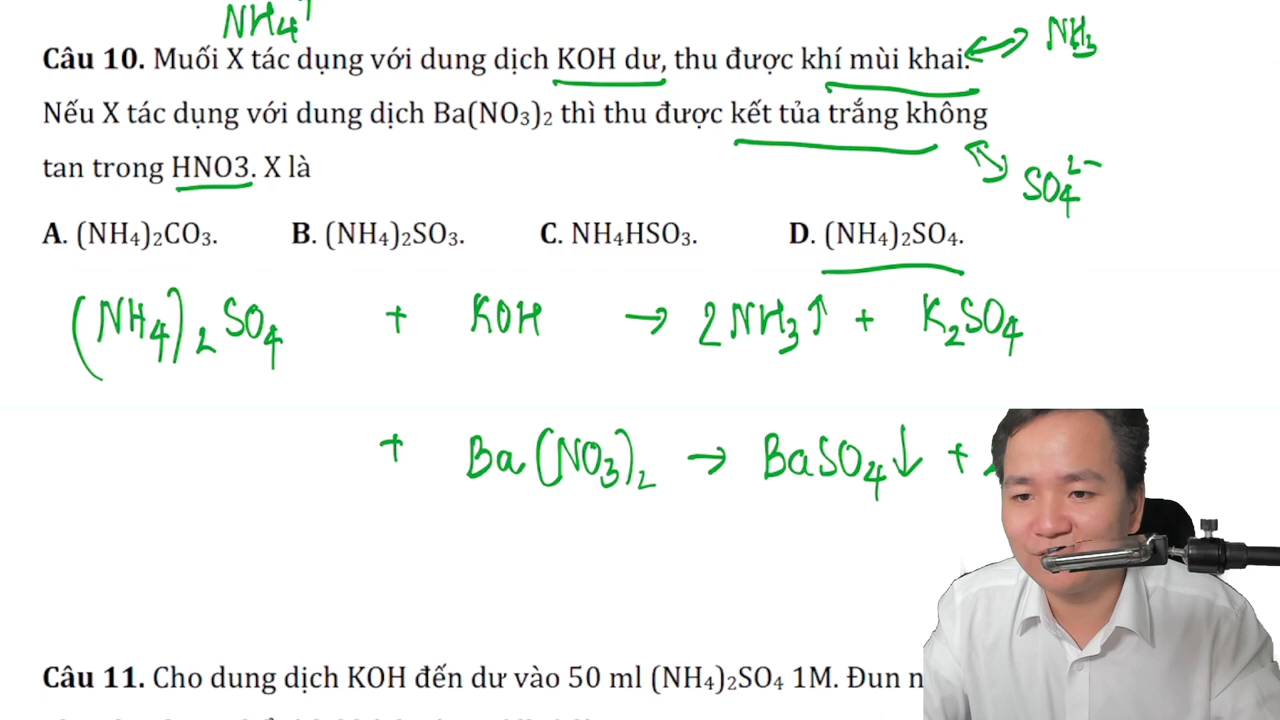 NH₄⁺
Câu 10. Muối X tác dụng với dung dịch KOH dư, thu được khí mùi khai. NH₃
Nếu X tác dụng với dung dịch Ba(NO₃)₂ thì thu được kết tủa trắng không
tan trong HNO3. X là SO₄²⁻
A. (NH₄)₂CO₃. B. (NH₄)₂SO₃. C. NH₄HSO₃. D. (NH₄)₂SO₄.
(NH₄)₂SO₄ + KOH → 2NH₃↑ + K₂SO₄
+ Ba(NO₃)₂ → BaSO₄↓ +
Câu 11. Cho dung dịch KOH đến dư vào 50 ml (NH₄)₂SO₄ 1M. Đun